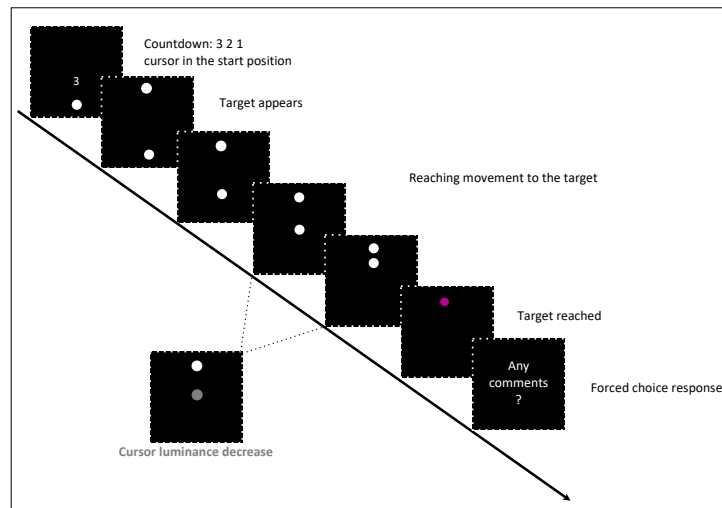 Countdown: 3 2 1
cursor in the start position
3
Target appears
Reaching movement to the target
Target reached
Any
comments
?
Forced choice response
Cursor luminance decrease